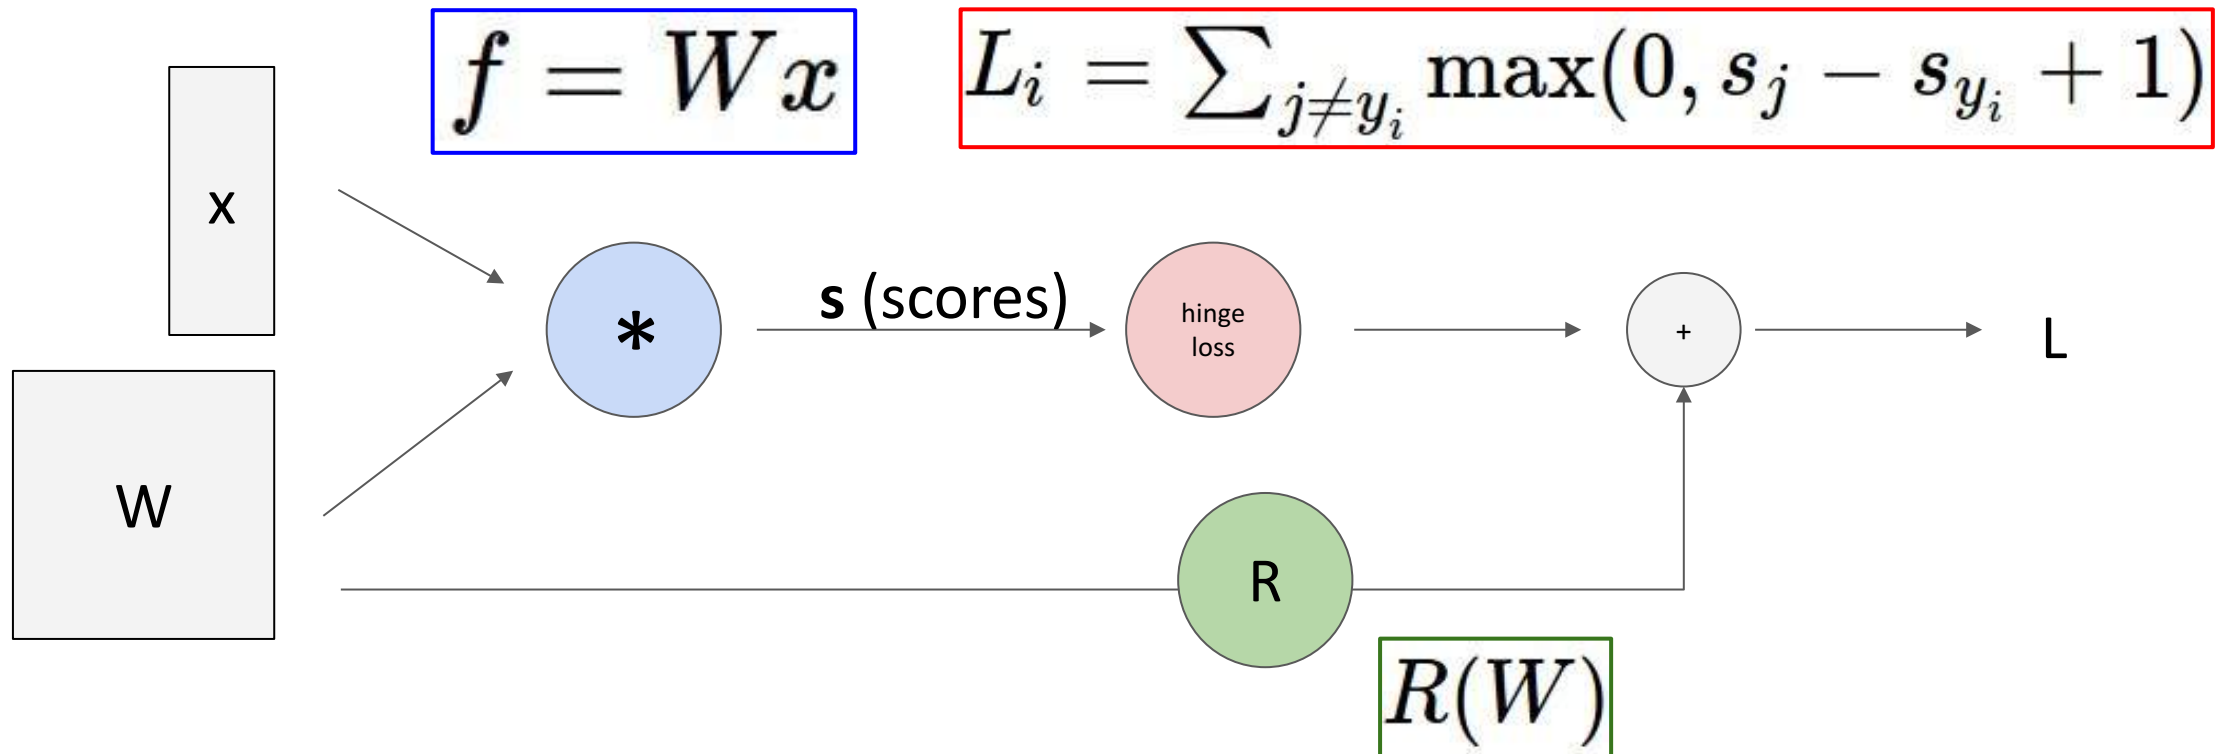 f = Wx
L_i = ∑_{j≠y_i} max(0, s_j − s_{y_i} + 1)
x
*
s (scores)
hinge
loss
+
L
W
R
R(W)